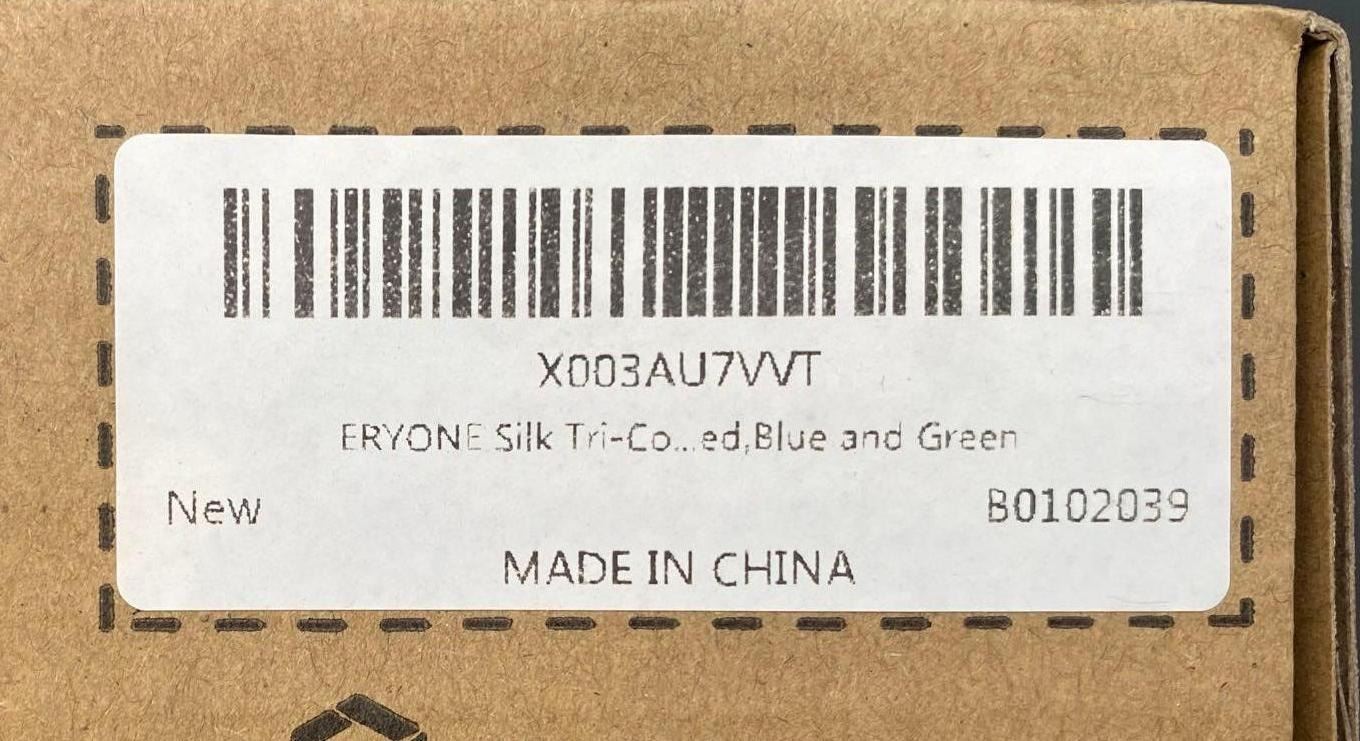 X003AU7VVT
ERYONE Silk Tri-Co...ed,Blue and Green
New
B0102039
MADE IN CHINA